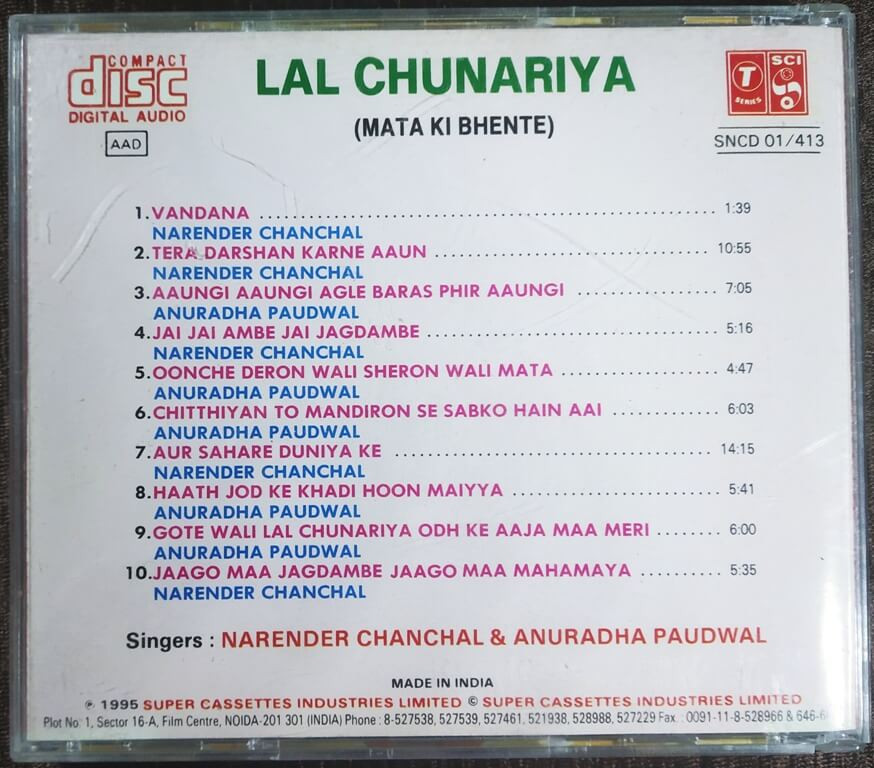 COMPACT
disc
DIGITAL AUDIO
AAD
LAL CHUNARIYA
(MATA KI BHENTE)
T
SERIES
SCI
SNCD 01/413
1. VANDANA ........ 1:39
NARENDER CHANCHAL
2. TERA DARSHAN KARNE AAUN ........ 10:55
NARENDER CHANCHAL
3. AAUNGI AAUNGI AGLE BARAS PHIR AAUNGI ........ 7:05
ANURADHA PAUDWAL
4. JAI JAI AMBE JAI JAGDAMBE ........ 5:16
NARENDER CHANCHAL
5. OONCHE DERON WALI SHERON WALI MATA ........ 4:47
ANURADHA PAUDWAL
6. CHITTHIYAN TO MANDIRON SE SABKO HAIN AAI ........ 6:03
ANURADHA PAUDWAL
7. AUR SAHARE DUNIYA KE ........ 14:15
NARENDER CHANCHAL
8. HAATH JOD KE KHADI HOON MAIYYA ........ 5:41
ANURADHA PAUDWAL
9. GOTE WALI LAL CHUNARIYA ODH KE AAJA MAA MERI ........ 6:00
ANURADHA PAUDWAL
10. JAAGO MAA JAGDAMBE JAAGO MAA MAHAMAYA ........ 5:35
NARENDER CHANCHAL
Singers : NARENDER CHANCHAL & ANURADHA PAUDWAL
MADE IN INDIA
℗ 1995 SUPER CASSETTES INDUSTRIES LIMITED © SUPER CASSETTES INDUSTRIES LIMITED
Plot No. 1, Sector 16-A, Film Centre, NOIDA-201 301 (INDIA) Phone : 8-527538, 527539, 527461, 521938, 528988, 527229 Fax. : 0091-11-8-528966 &